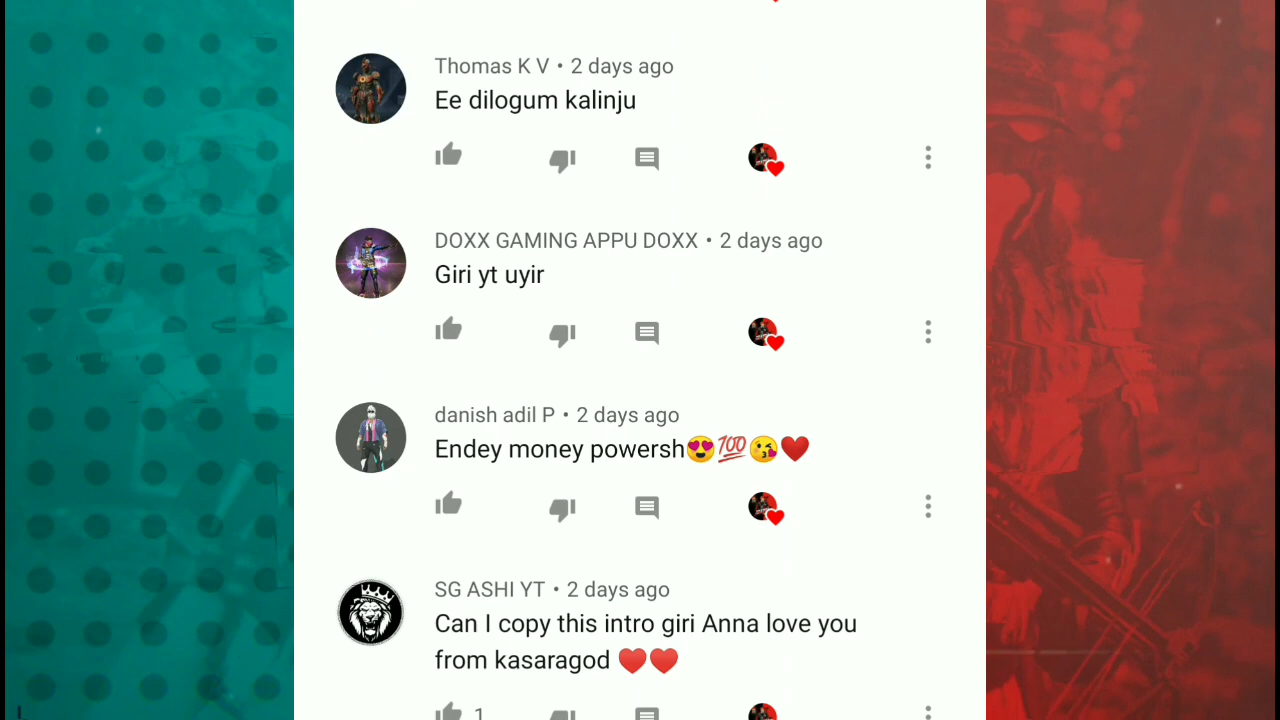 Thomas K V • 2 days ago
Ee dilogum kalinju
DOXX GAMING APPU DOXX • 2 days ago
Giri yt uyir
danish adil P • 2 days ago
Endey money powersh😍💯😘❤️
SG ASHI YT • 2 days ago
Can I copy this intro giri Anna love you
from kasaragod ❤️❤️
1